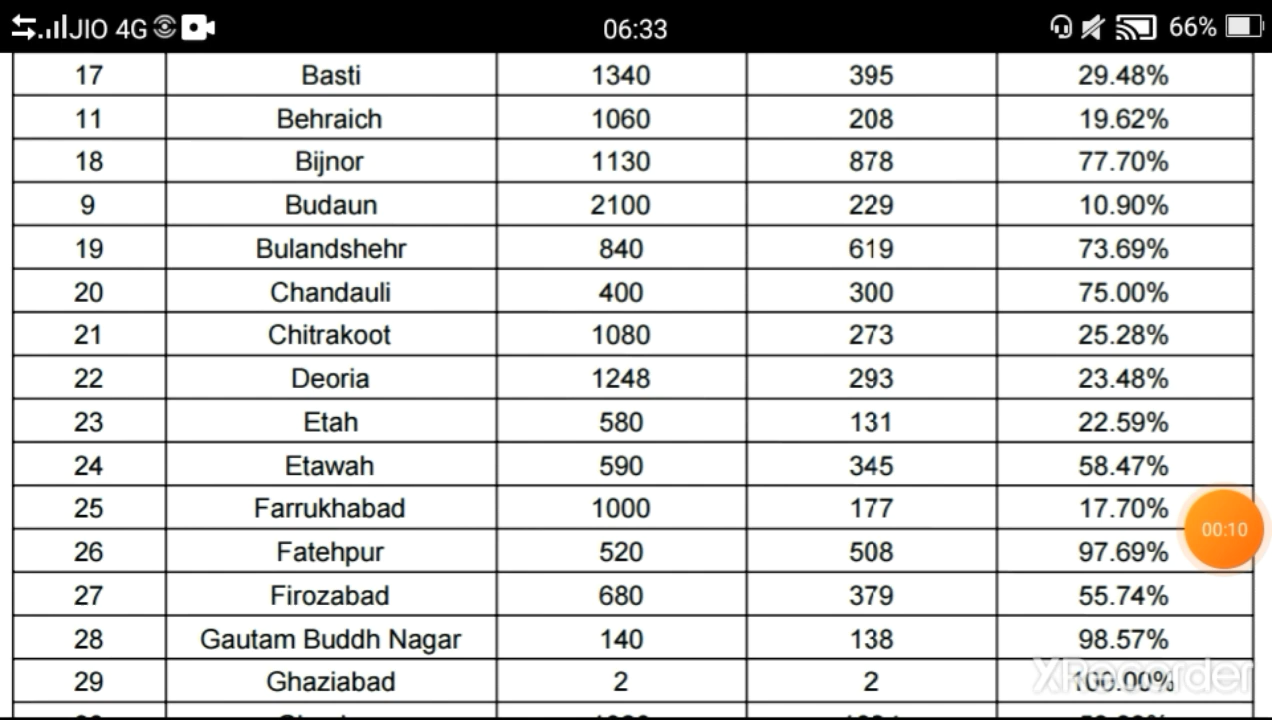 JIO 4G 06:33 66%
17 Basti 1340 395 29.48%
11 Behraich 1060 208 19.62%
18 Bijnor 1130 878 77.70%
9 Budaun 2100 229 10.90%
19 Bulandshehr 840 619 73.69%
20 Chandauli 400 300 75.00%
21 Chitrakoot 1080 273 25.28%
22 Deoria 1248 293 23.48%
23 Etah 580 131 22.59%
24 Etawah 590 345 58.47%
25 Farrukhabad 1000 177 17.70%
00:10
26 Fatehpur 520 508 97.69%
27 Firozabad 680 379 55.74%
28 Gautam Buddh Nagar 140 138 98.57%
29 Ghaziabad 2 2 100.00%
XRecorder